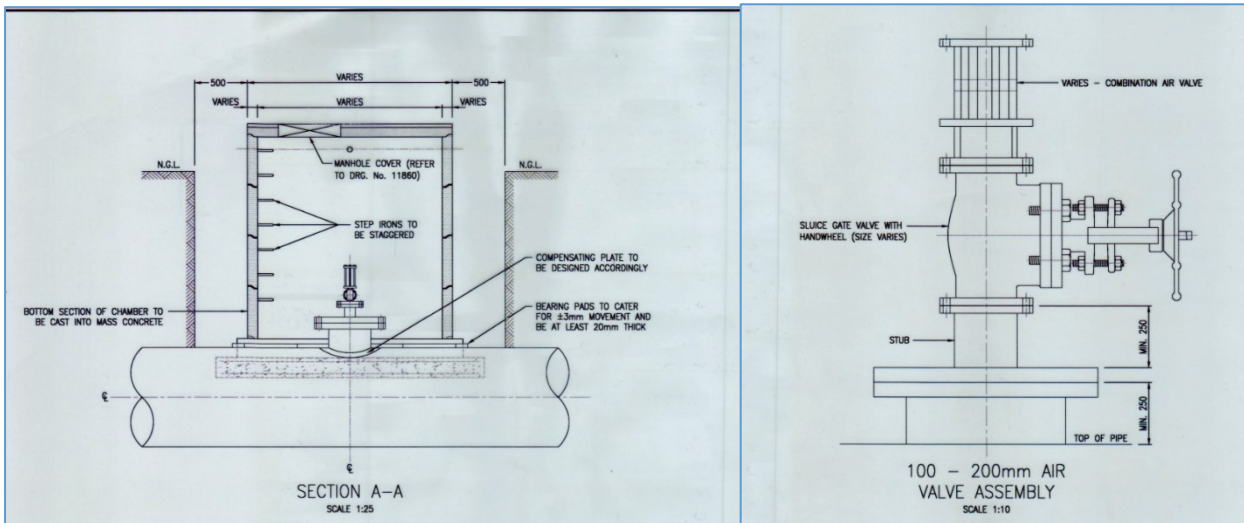 500
VARIES
500
VARIES
VARIES
VARIES
N.G.L.
N.G.L.
MANHOLE COVER (REFER
TO DRG. No. 11860)
STEP IRONS TO
BE STAGGERED
COMPENSATING PLATE TO
BE DESIGNED ACCORDINGLY
BOTTOM SECTION OF CHAMBER TO
BE CAST INTO MASS CONCRETE
BEARING PADS TO CATER
FOR ±3mm MOVEMENT AND
BE AT LEAST 20mm THICK
℄
℄
SECTION A-A
SCALE 1:25
VARIES - COMBINATION AIR VALVE
SLUICE GATE VALVE WITH
HANDWHEEL (SIZE VARIES)
STUB
MIN. 250
MIN. 250
TOP OF PIPE
100 - 200mm AIR
VALVE ASSEMBLY
SCALE 1:10